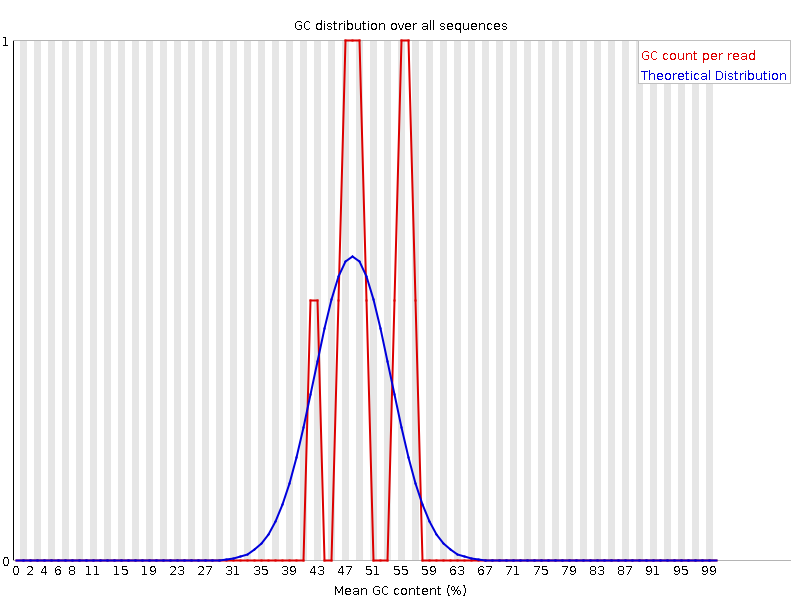 GC distribution over all sequences
1
GC count per read
Theoretical Distribution
0
0 2 4 6 8 11 15 19 23 27 31 35 39 43 47 51 55 59 63 67 71 75 79 83 87 91 95 99
Mean GC content (%)